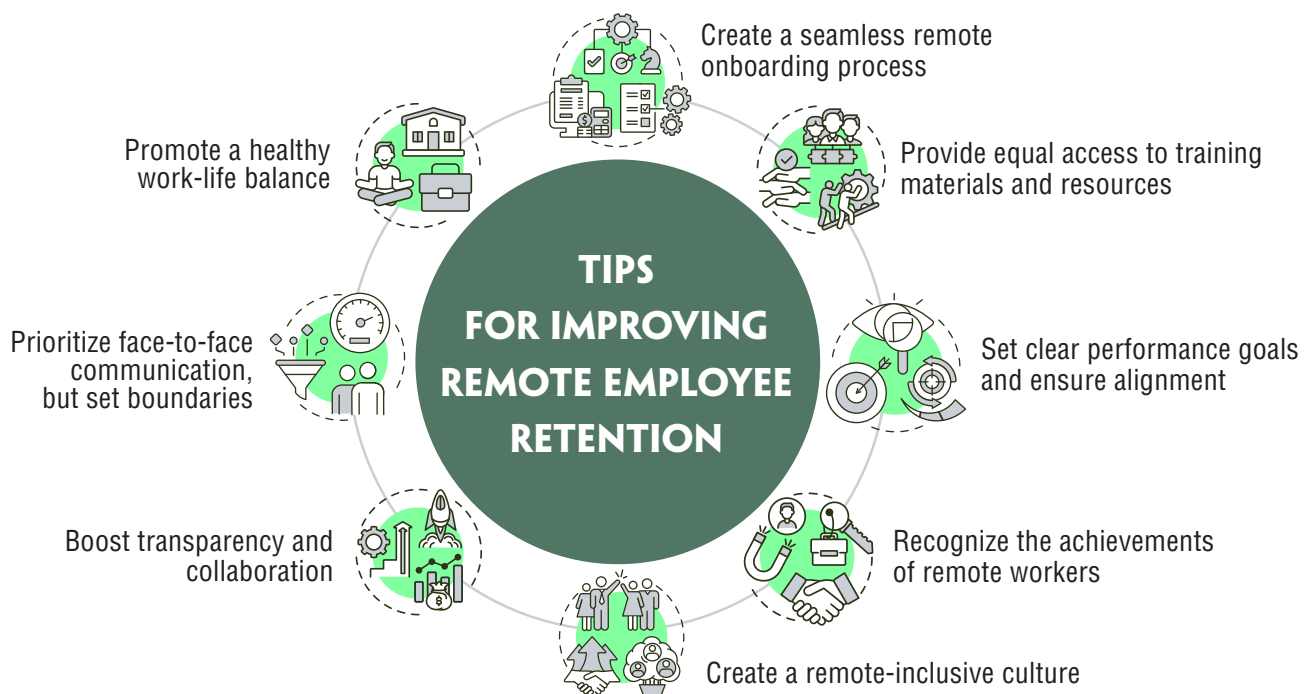 TIPS
FOR IMPROVING
REMOTE EMPLOYEE
RETENTION
Create a seamless remote
onboarding process
Provide equal access to training
materials and resources
Set clear performance goals
and ensure alignment
Recognize the achievements
of remote workers
Create a remote-inclusive culture
Boost transparency and
collaboration
Prioritize face-to-face
communication,
but set boundaries
Promote a healthy
work-life balance